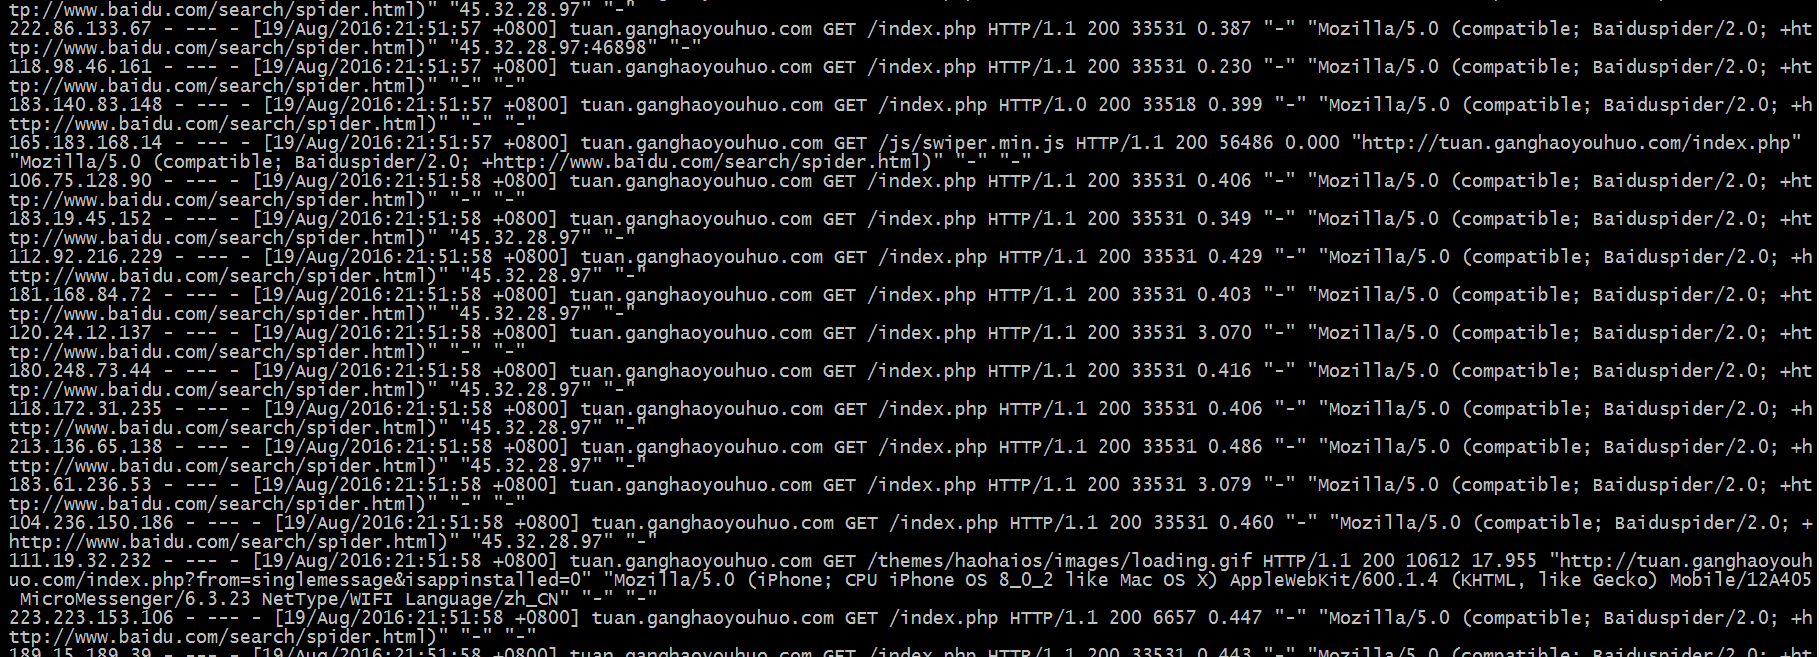 tp://www.baidu.com/search/spider.html)" "45.32.28.97" "-"
222.86.133.67 - --- - [19/Aug/2016:21:51:57 +0800] tuan.ganghaoyouhuo.com GET /index.php HTTP/1.1 200 33531 0.387 "-" "Mozilla/5.0 (compatible; Baiduspider/2.0; +ht
tp://www.baidu.com/search/spider.html)" "45.32.28.97:46898" "-"
118.98.46.161 - --- - [19/Aug/2016:21:51:57 +0800] tuan.ganghaoyouhuo.com GET /index.php HTTP/1.1 200 33531 0.230 "-" "Mozilla/5.0 (compatible; Baiduspider/2.0; +ht
tp://www.baidu.com/search/spider.html)" "-" "-"
183.140.83.148 - --- - [19/Aug/2016:21:51:57 +0800] tuan.ganghaoyouhuo.com GET /index.php HTTP/1.0 200 33518 0.399 "-" "Mozilla/5.0 (compatible; Baiduspider/2.0; +h
ttp://www.baidu.com/search/spider.html)" "-" "-"
165.183.168.14 - --- - [19/Aug/2016:21:51:57 +0800] tuan.ganghaoyouhuo.com GET /js/swiper.min.js HTTP/1.1 200 56486 0.000 "http://tuan.ganghaoyouhuo.com/index.php"
"Mozilla/5.0 (compatible; Baiduspider/2.0; +http://www.baidu.com/search/spider.html)" "-" "-"
106.75.128.90 - --- - [19/Aug/2016:21:51:58 +0800] tuan.ganghaoyouhuo.com GET /index.php HTTP/1.1 200 33531 0.406 "-" "Mozilla/5.0 (compatible; Baiduspider/2.0; +ht
tp://www.baidu.com/search/spider.html)" "-" "-"
183.19.45.152 - --- - [19/Aug/2016:21:51:58 +0800] tuan.ganghaoyouhuo.com GET /index.php HTTP/1.1 200 33531 0.349 "-" "Mozilla/5.0 (compatible; Baiduspider/2.0; +ht
tp://www.baidu.com/search/spider.html)" "45.32.28.97" "-"
112.92.216.229 - --- - [19/Aug/2016:21:51:58 +0800] tuan.ganghaoyouhuo.com GET /index.php HTTP/1.1 200 33531 0.429 "-" "Mozilla/5.0 (compatible; Baiduspider/2.0; +h
ttp://www.baidu.com/search/spider.html)" "45.32.28.97" "-"
181.168.84.72 - --- - [19/Aug/2016:21:51:58 +0800] tuan.ganghaoyouhuo.com GET /index.php HTTP/1.1 200 33531 0.403 "-" "Mozilla/5.0 (compatible; Baiduspider/2.0; +ht
tp://www.baidu.com/search/spider.html)" "45.32.28.97" "-"
120.24.12.137 - --- - [19/Aug/2016:21:51:58 +0800] tuan.ganghaoyouhuo.com GET /index.php HTTP/1.1 200 33531 3.070 "-" "Mozilla/5.0 (compatible; Baiduspider/2.0; +ht
tp://www.baidu.com/search/spider.html)" "-" "-"
180.248.73.44 - --- - [19/Aug/2016:21:51:58 +0800] tuan.ganghaoyouhuo.com GET /index.php HTTP/1.1 200 33531 0.416 "-" "Mozilla/5.0 (compatible; Baiduspider/2.0; +ht
tp://www.baidu.com/search/spider.html)" "45.32.28.97" "-"
118.172.31.235 - --- - [19/Aug/2016:21:51:58 +0800] tuan.ganghaoyouhuo.com GET /index.php HTTP/1.1 200 33531 0.406 "-" "Mozilla/5.0 (compatible; Baiduspider/2.0; +h
ttp://www.baidu.com/search/spider.html)" "45.32.28.97" "-"
213.136.65.138 - --- - [19/Aug/2016:21:51:58 +0800] tuan.ganghaoyouhuo.com GET /index.php HTTP/1.1 200 33531 0.486 "-" "Mozilla/5.0 (compatible; Baiduspider/2.0; +h
ttp://www.baidu.com/search/spider.html)" "45.32.28.97" "-"
183.61.236.53 - --- - [19/Aug/2016:21:51:58 +0800] tuan.ganghaoyouhuo.com GET /index.php HTTP/1.1 200 33531 3.079 "-" "Mozilla/5.0 (compatible; Baiduspider/2.0; +ht
tp://www.baidu.com/search/spider.html)" "-" "-"
104.236.150.186 - --- - [19/Aug/2016:21:51:58 +0800] tuan.ganghaoyouhuo.com GET /index.php HTTP/1.1 200 33531 0.460 "-" "Mozilla/5.0 (compatible; Baiduspider/2.0; +
http://www.baidu.com/search/spider.html)" "45.32.28.97" "-"
111.19.32.232 - --- - [19/Aug/2016:21:51:58 +0800] tuan.ganghaoyouhuo.com GET /themes/haohaios/images/loading.gif HTTP/1.1 200 10612 17.955 "http://tuan.ganghaoyouh
uo.com/index.php?from=singlemessage&isappinstalled=0" "Mozilla/5.0 (iPhone; CPU iPhone OS 8_0_2 like Mac OS X) AppleWebKit/600.1.4 (KHTML, like Gecko) Mobile/12A405
MicroMessenger/6.3.23 NetType/WIFI Language/zh_CN" "-" "-"
223.223.153.106 - --- - [19/Aug/2016:21:51:58 +0800] tuan.ganghaoyouhuo.com GET /index.php HTTP/1.1 200 6657 0.447 "-" "Mozilla/5.0 (compatible; Baiduspider/2.0; +h
ttp://www.baidu.com/search/spider.html)" "-" "-"
189.15.189.39 - --- - [19/Aug/2016:21:51:58 +0800] tuan.ganghaoyouhuo.com GET /index.php HTTP/1.1 200 33531 0.443 "-" "Mozilla/5.0 (compatible; Baiduspider/2.0; +ht